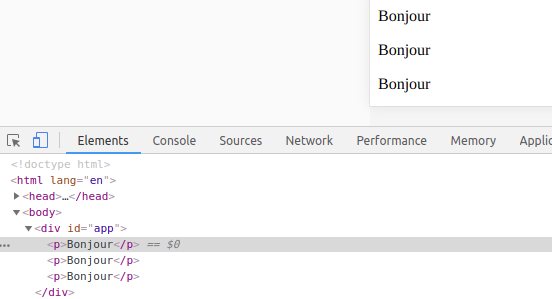 Bonjour
Bonjour
Bonjour
Elements Console Sources Network Performance Memory Applic
<!doctype html>
<html lang="en">
<head>…</head>
<body>
<div id="app">
<p>Bonjour</p> == $0
<p>Bonjour</p>
<p>Bonjour</p>
</div>